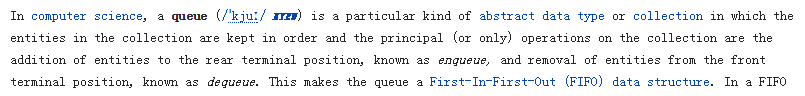 In computer science, a queue (/ˈkjuː/ ) is a particular kind of abstract data type or collection in which the
entities in the collection are kept in order and the principal (or only) operations on the collection are the
addition of entities to the rear terminal position, known as enqueue, and removal of entities from the front
terminal position, known as dequeue. This makes the queue a First-In-First-Out (FIFO) data structure. In a FIFO